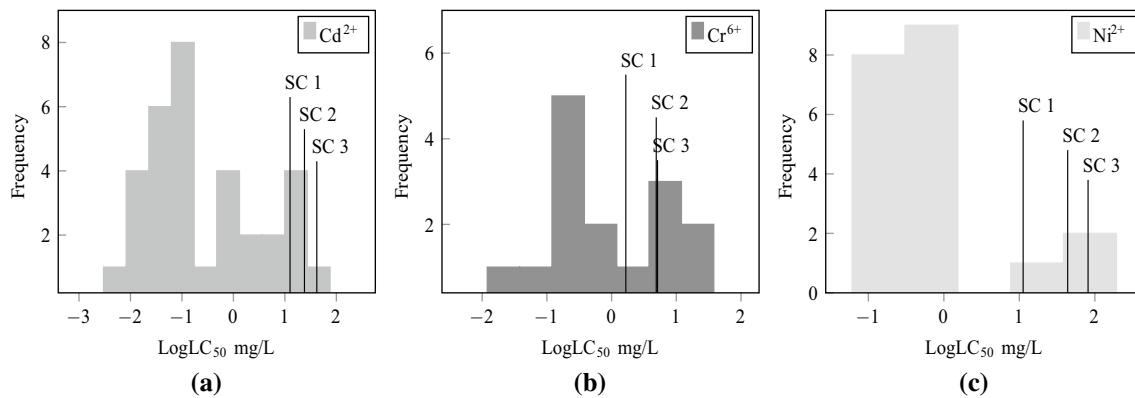 Cd²⁺
SC 1
SC 2
SC 3
8
6
4
2
Frequency
−3 −2 −1 0 1 2
LogLC₅₀ mg/L
(a)
Cr⁶⁺
SC 1
SC 2
SC 3
6
4
2
Frequency
−2 −1 0 1 2
LogLC₅₀ mg/L
(b)
Ni²⁺
SC 1
SC 2
SC 3
8
6
4
2
0
Frequency
−1 0 1 2
LogLC₅₀ mg/L
(c)